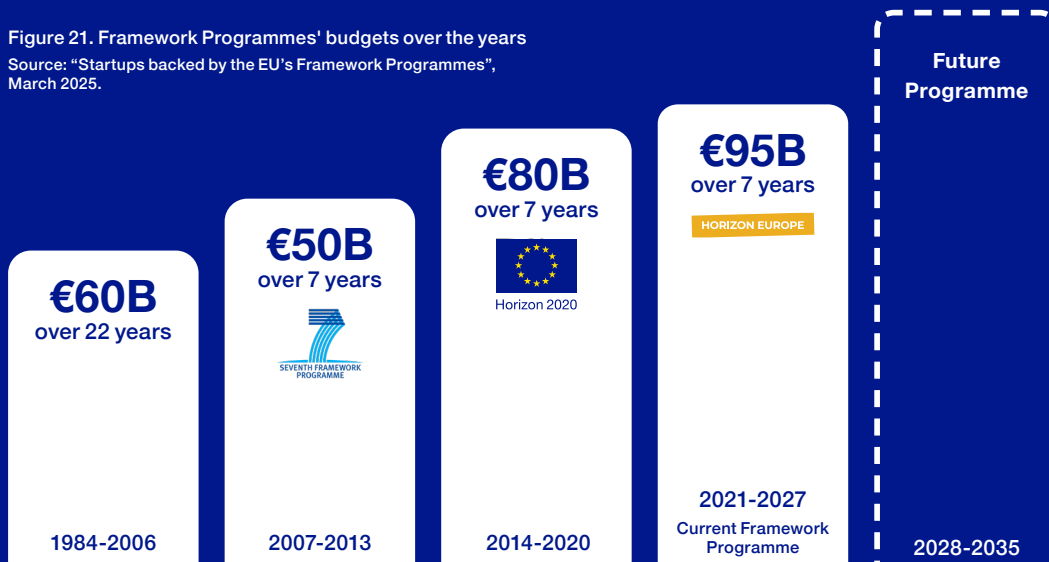 Figure 21. Framework Programmes' budgets over the years
Source: “Startups backed by the EU’s Framework Programmes”,
March 2025.
€60B
over 22 years
1984-2006
€50B
over 7 years
7
SEVENTH FRAMEWORK
PROGRAMME
2007-2013
€80B
over 7 years
Horizon 2020
2014-2020
€95B
over 7 years
HORIZON EUROPE
2021-2027
Current Framework
Programme
Future
Programme
2028-2035